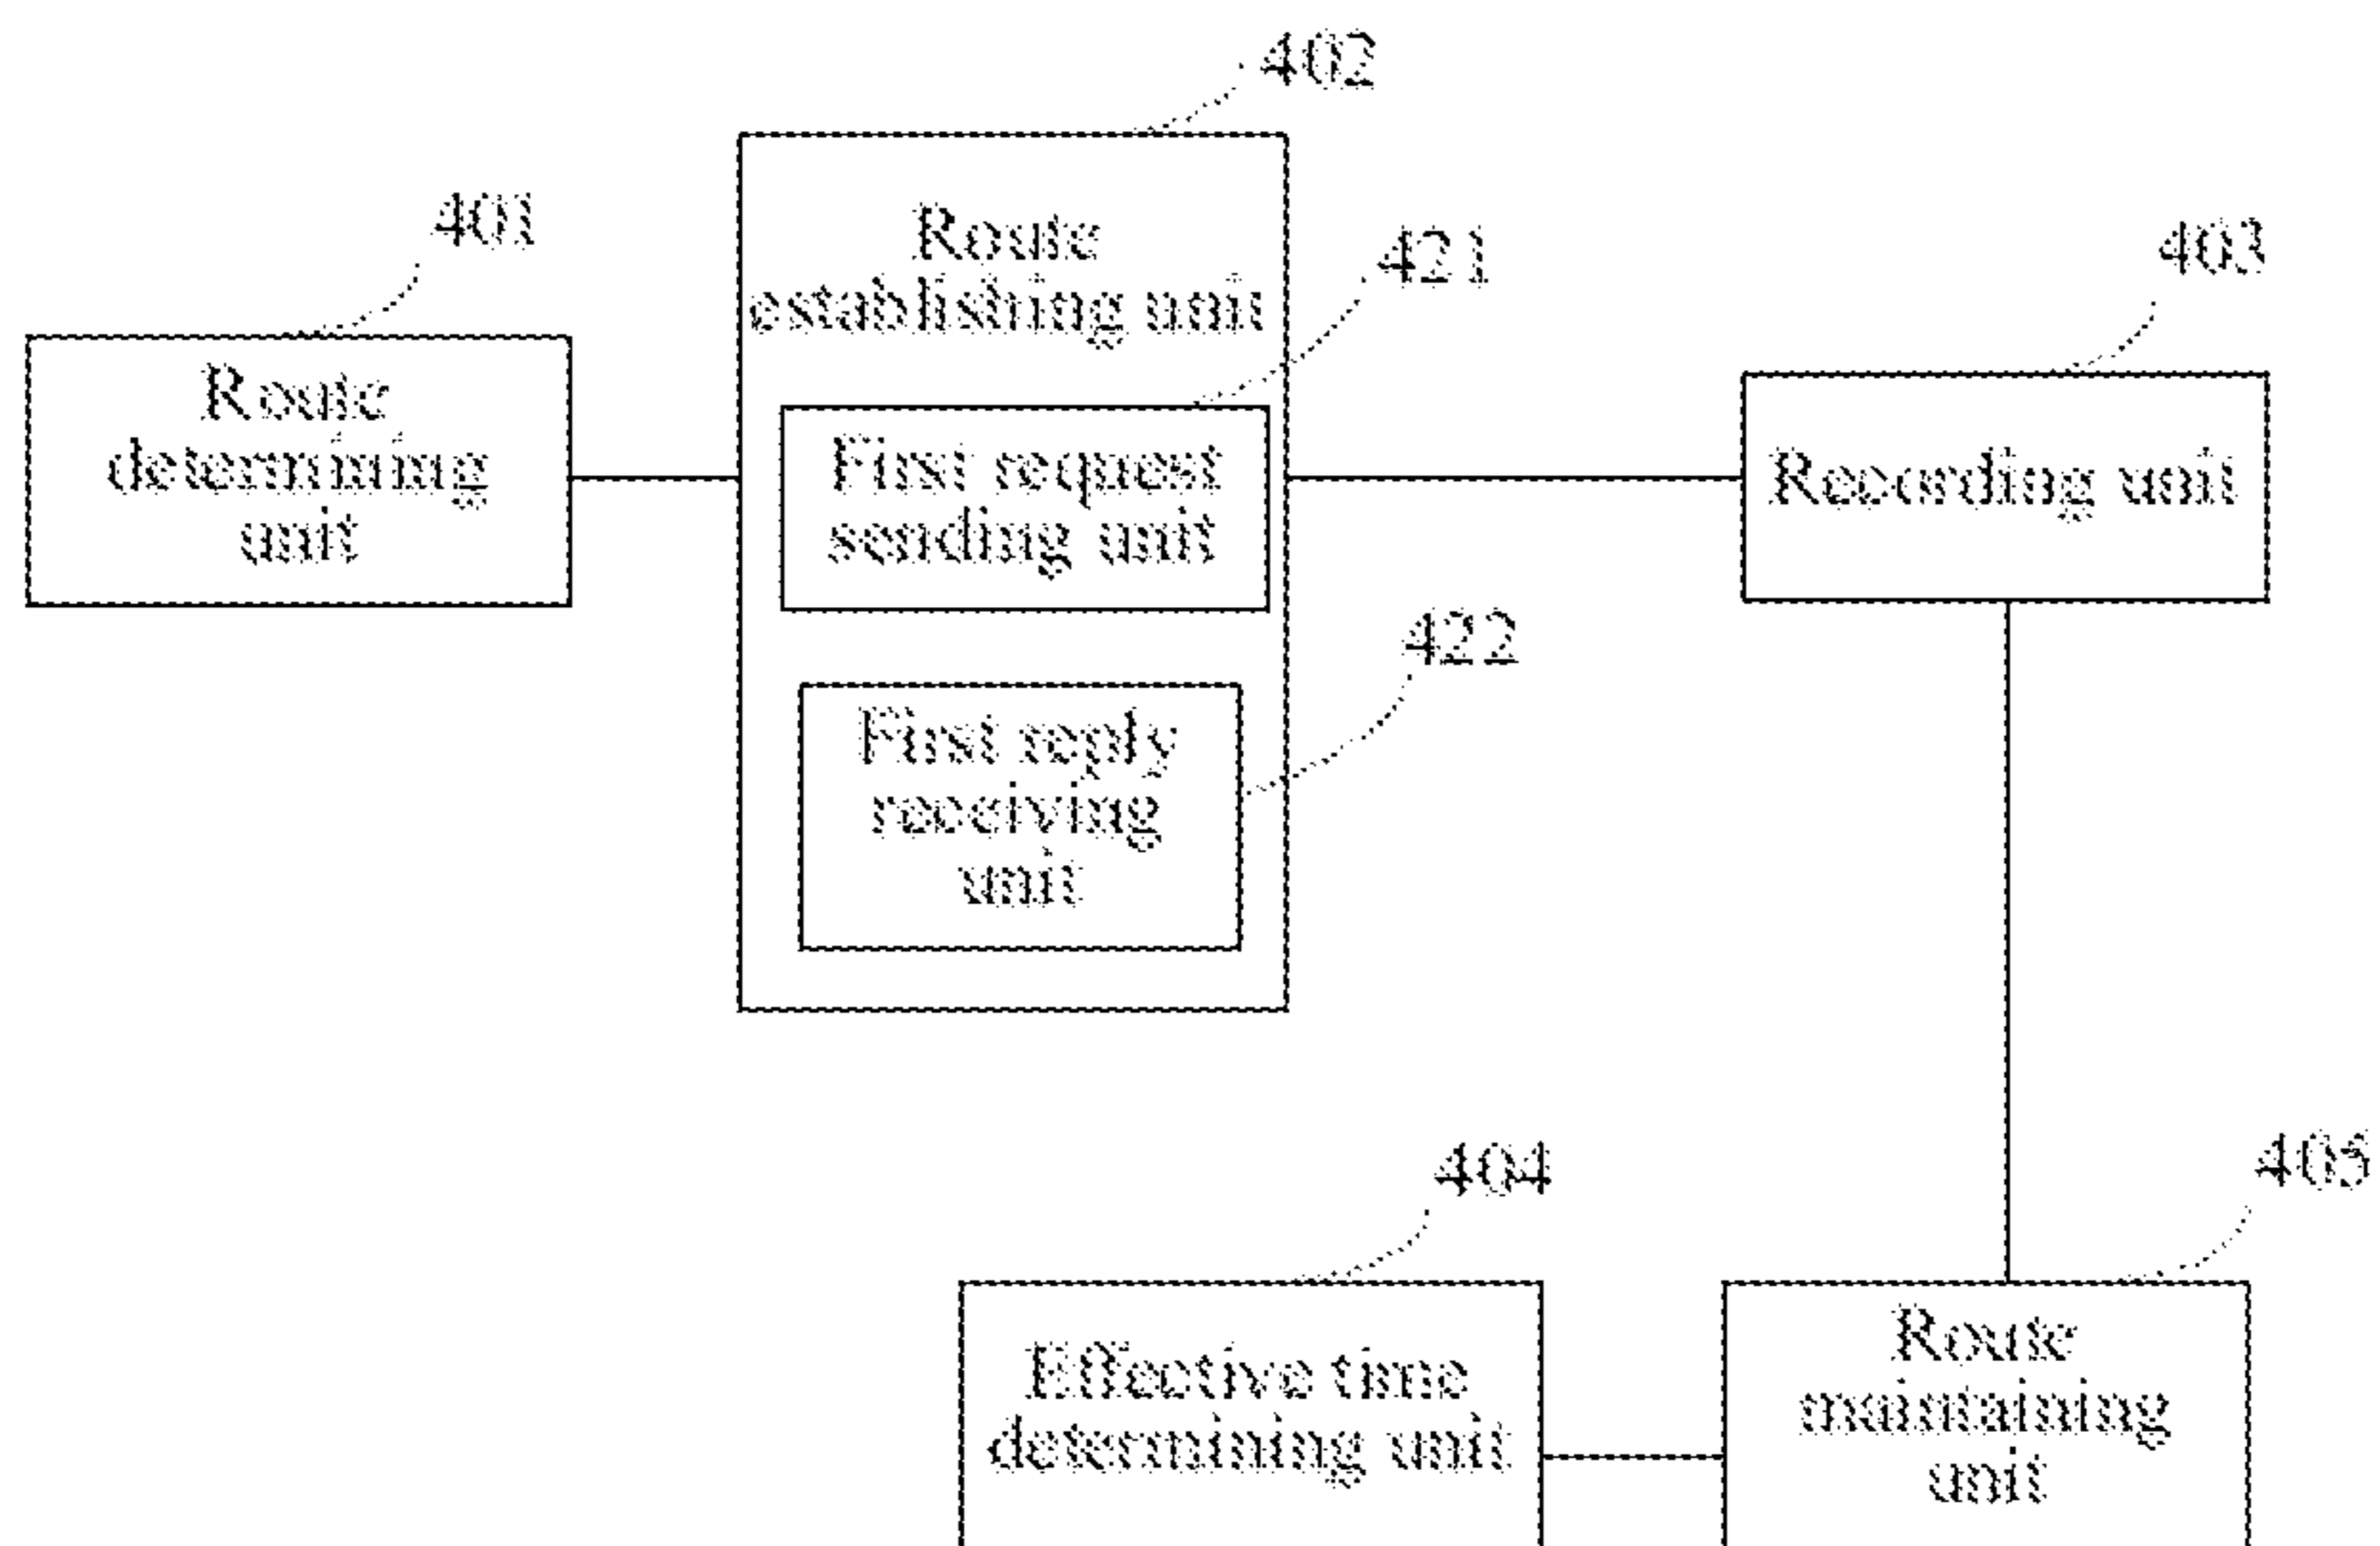 402
401
Route
establishing unit
421
403
Route
determining
unit
First request
sending unit
Recording unit
422
First reply
receiving
unit
404
405
Effective time
determining unit
Route
maintaining
unit